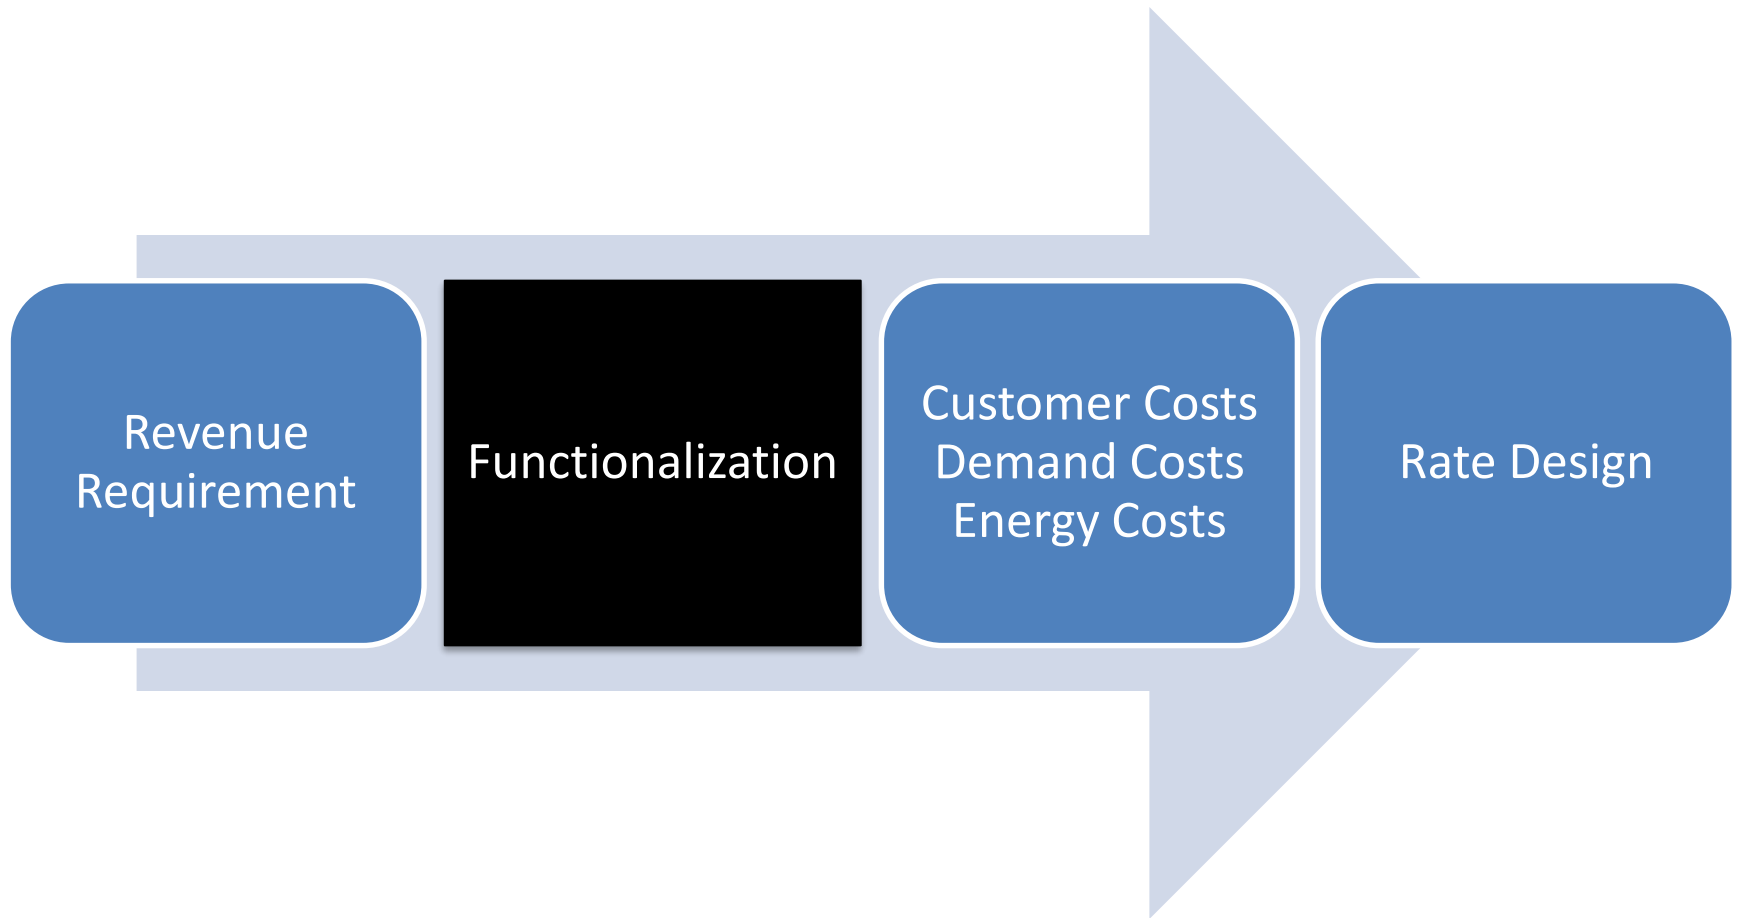 Revenue
Requirement
Functionalization
Customer Costs
Demand Costs
Energy Costs
Rate Design